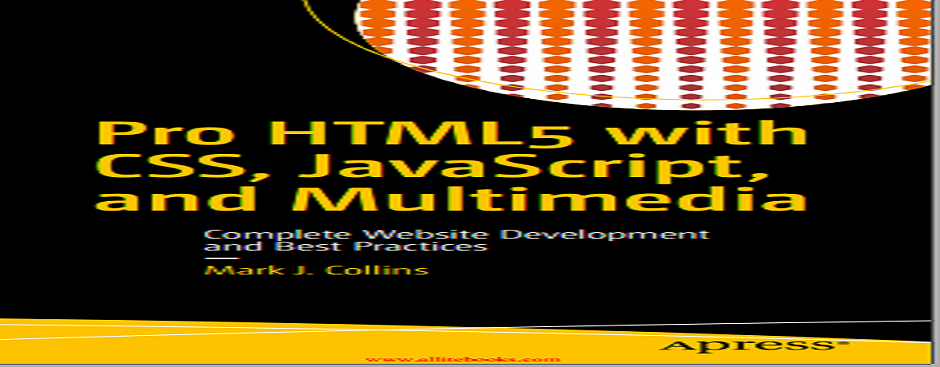 Pro HTML5 with
CSS, JavaScript,
and Multimedia
Complete Website Development
and Best Practices
Mark J. Collins
Apress®
www.allitebooks.com